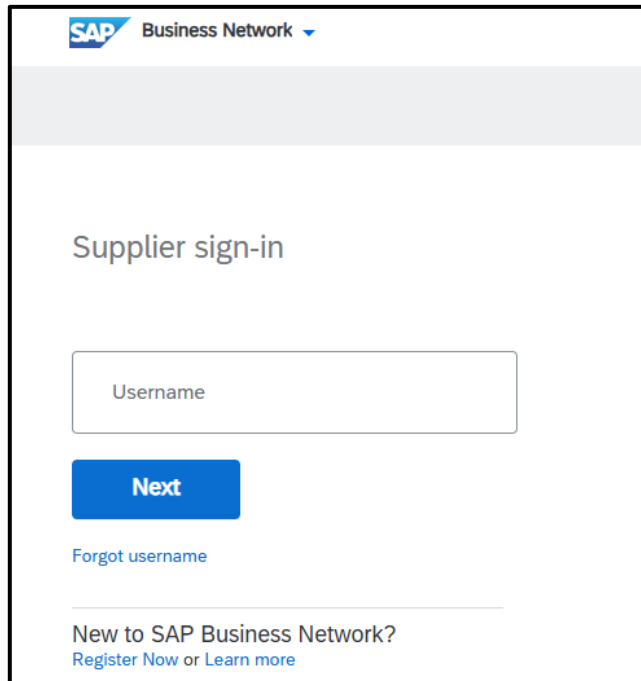 SAP Business Network
Supplier sign-in
Username
Next
Forgot username
New to SAP Business Network?
Register Now or Learn more